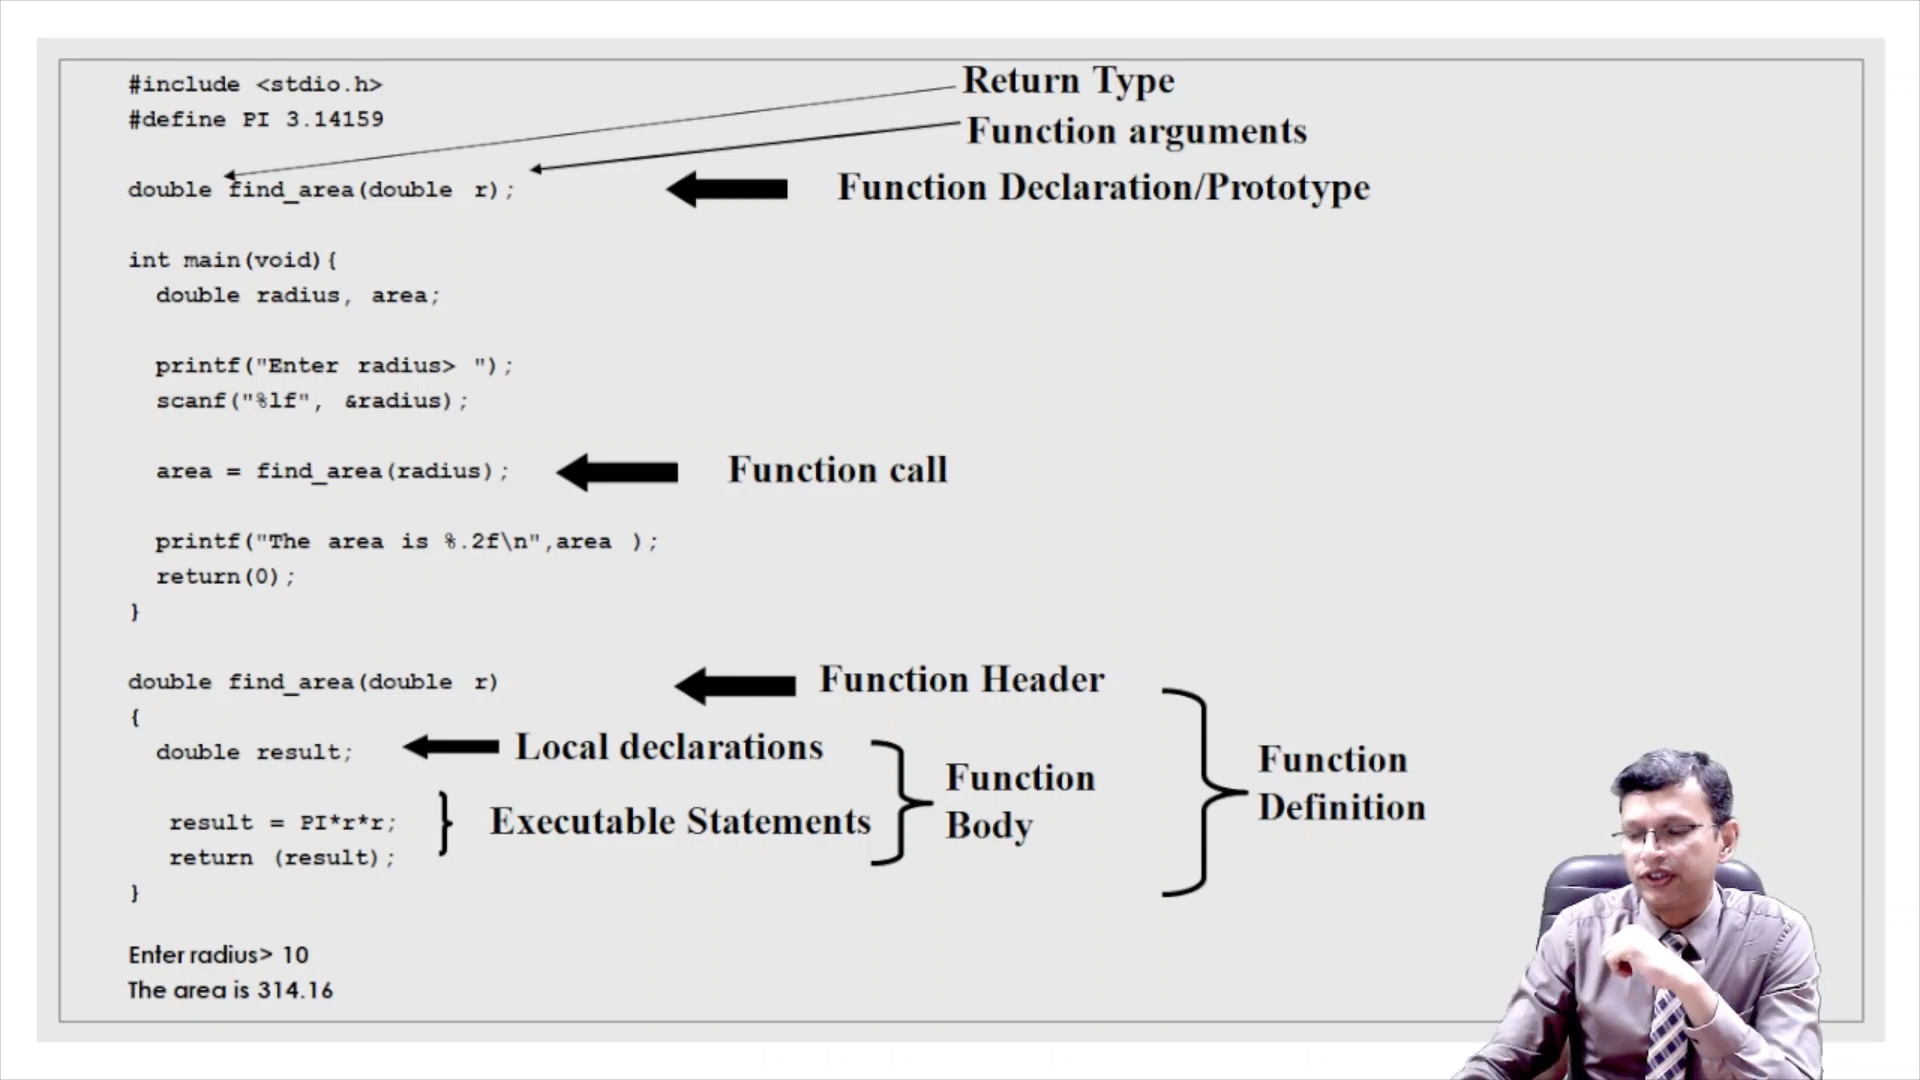 #include <stdio.h>
#define PI 3.14159
Return Type
Function arguments
double find_area(double r);
Function Declaration/Prototype
int main(void){
double radius, area;
printf("Enter radius> ");
scanf("%lf", &radius);
area = find_area(radius);
Function call
printf("The area is %.2f\n",area );
return(0);
}
double find_area(double r)
Function Header
{
double result;
Local declarations
result = PI*r*r;
return (result);
Executable Statements
Function
Body
Function
Definition
}
Enter radius> 10
The area is 314.16